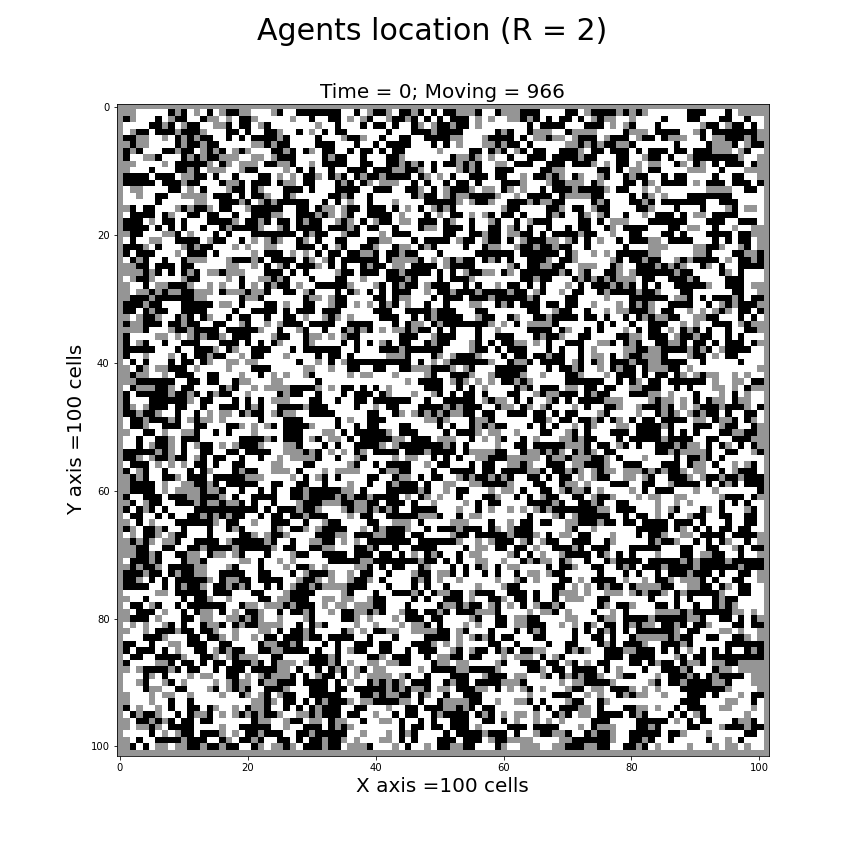 Agents location (R = 2)
Time = 0; Moving = 966
0
20
40
60
80
100
Y axis =100 cells
0 20 40 60 80 100
X axis =100 cells